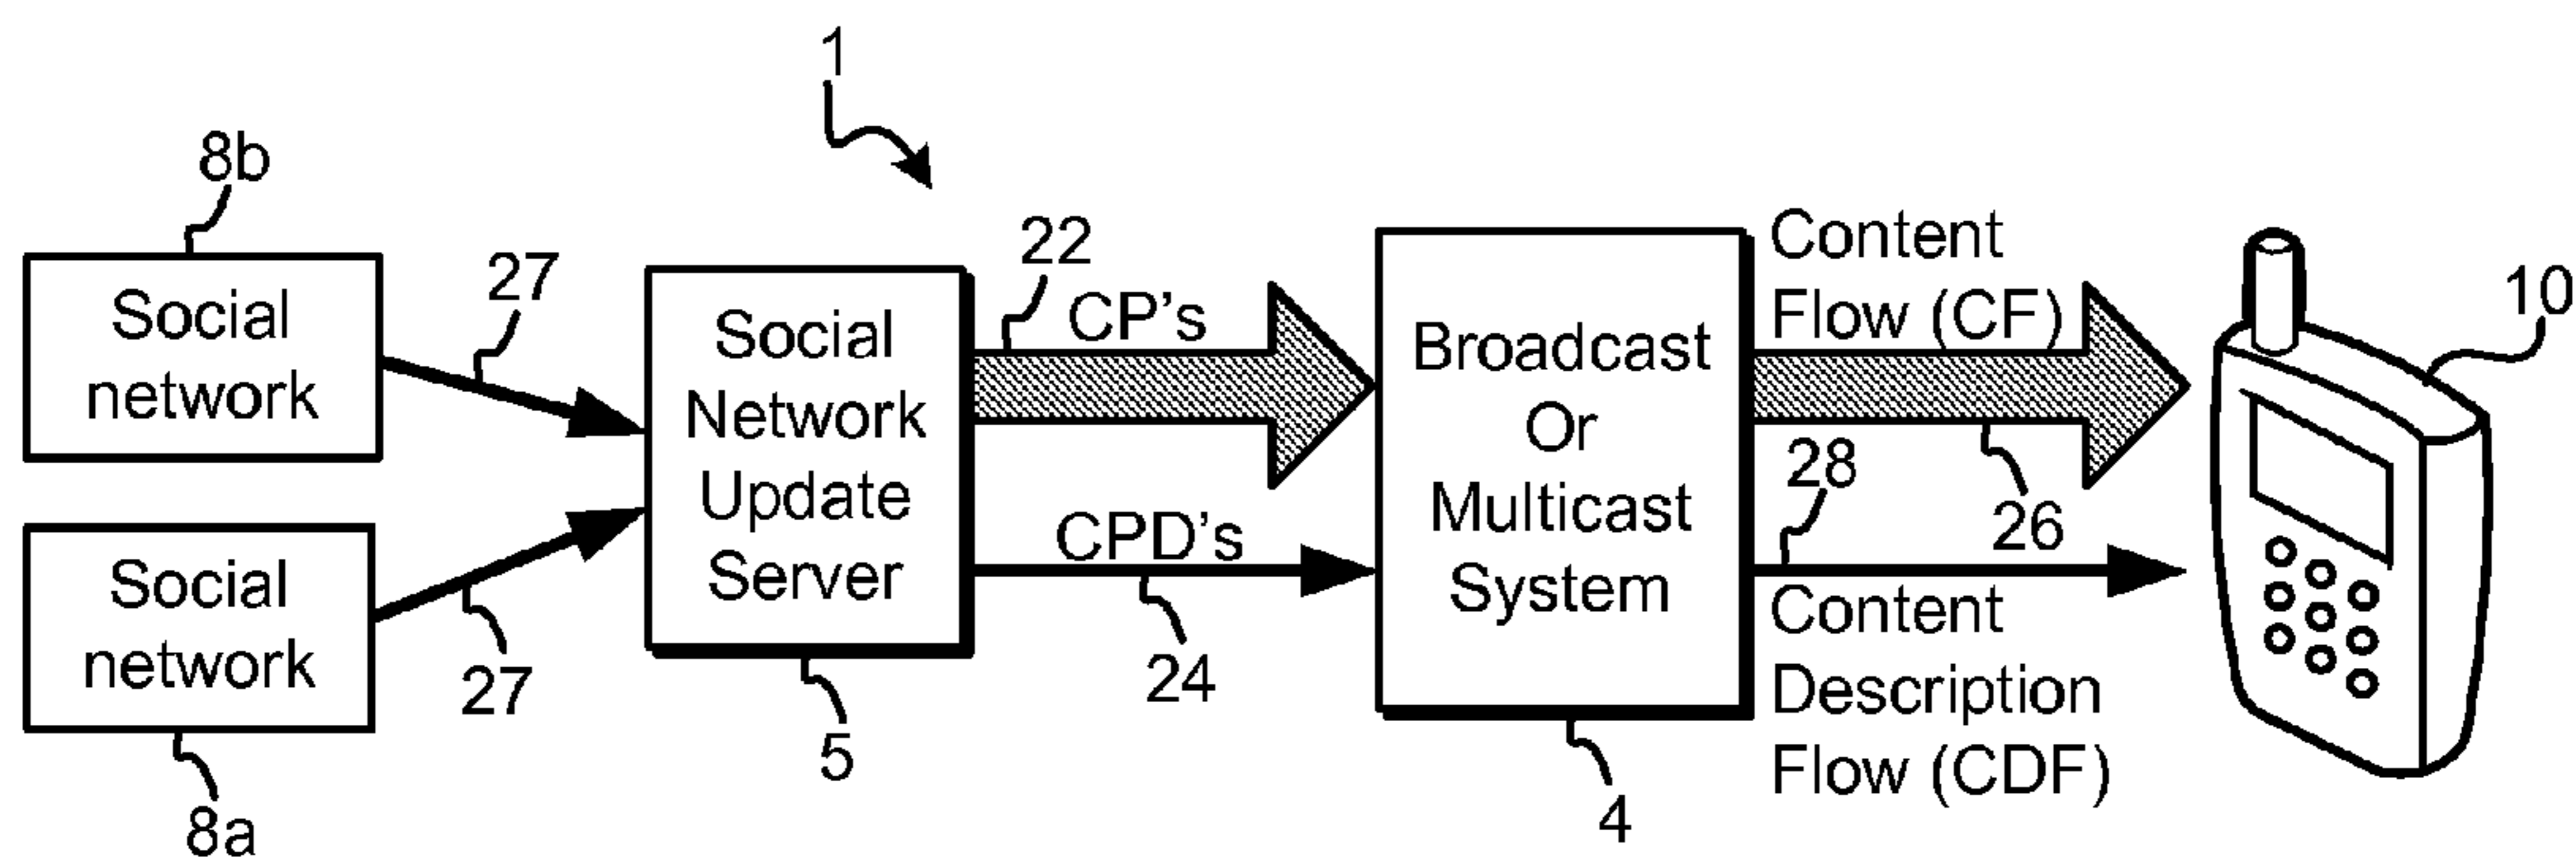 1
8b
Social
network
27
Social
network
8a
27
Social
Network
Update
Server
5
22
CP's
CPD's
24
Broadcast
Or
Multicast
System
4
Content
Flow (CF)
26
28
Content
Description
Flow (CDF)
10